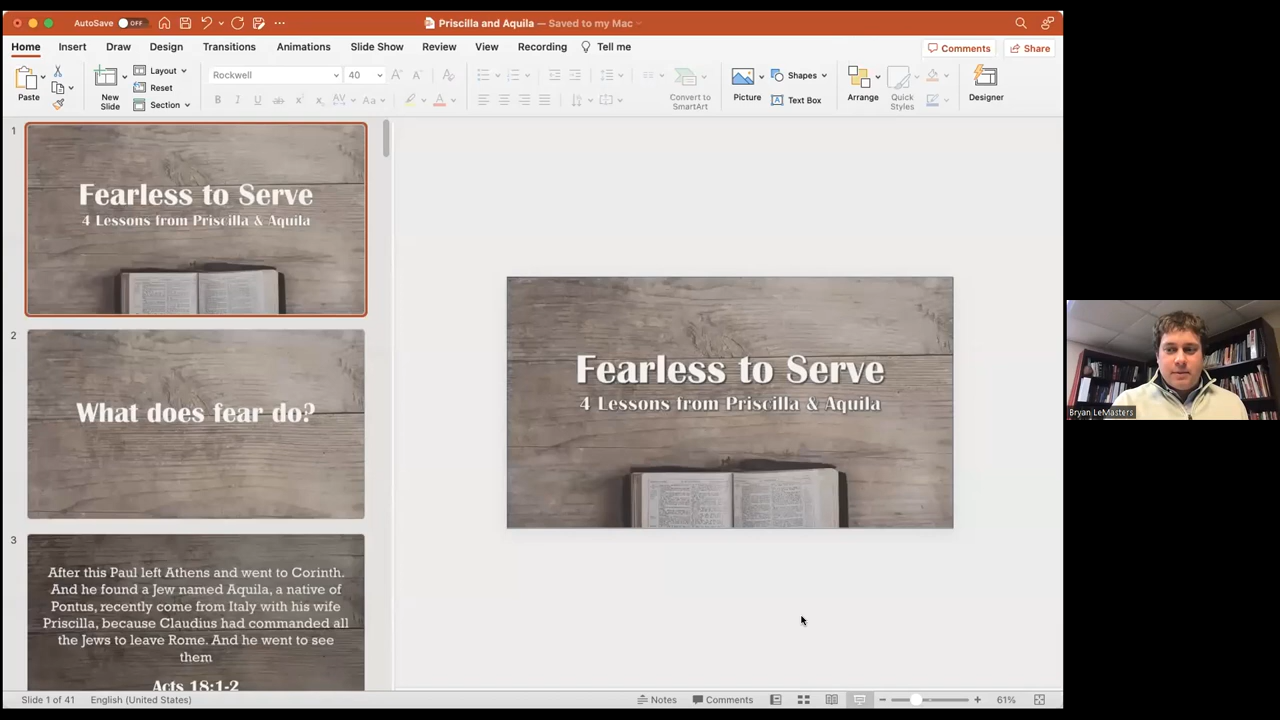 AutoSave OFF
Priscilla and Aquila — Saved to my Mac
Home Insert Draw Design Transitions Animations Slide Show Review View Recording Tell me
Comments Share
Paste
New Slide
Layout
Reset
Section
Rockwell 40
Convert to SmartArt
Picture
Shapes
Text Box
Arrange
Quick Styles
Designer
1
Fearless to Serve
4 Lessons from Priscilla & Aquila
2
What does fear do?
3
After this Paul left Athens and went to Corinth.
And he found a Jew named Aquila, a native of
Pontus, recently come from Italy with his wife
Priscilla, because Claudius had commanded all
the Jews to leave Rome. And he went to see
them
Acts 18:1-2
Fearless to Serve
4 Lessons from Priscilla & Aquila
Bryan LeMasters
Slide 1 of 41 English (United States) Notes Comments 61%